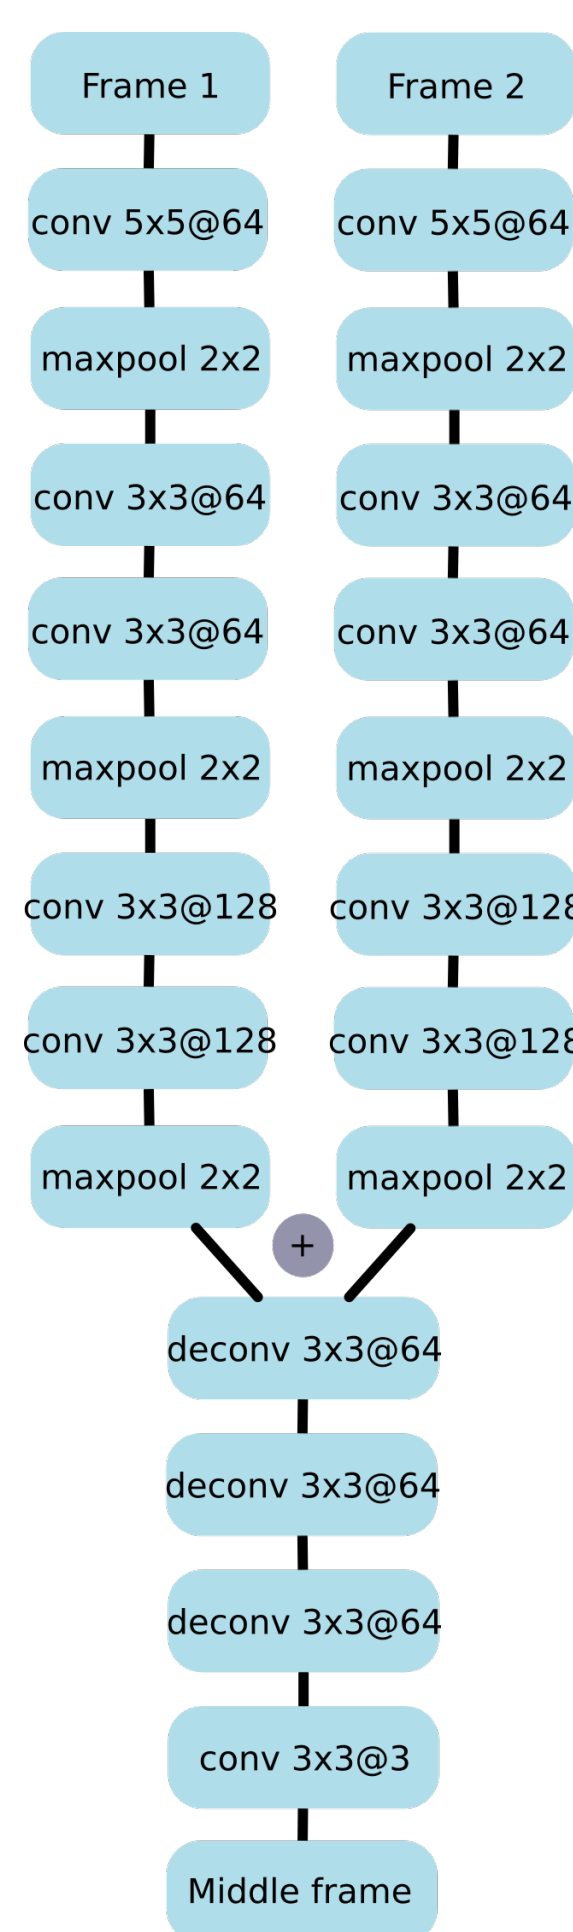 Frame 1
Frame 2
conv 5x5@64
conv 5x5@64
maxpool 2x2
maxpool 2x2
conv 3x3@64
conv 3x3@64
conv 3x3@64
conv 3x3@64
maxpool 2x2
maxpool 2x2
conv 3x3@128
conv 3x3@128
conv 3x3@128
conv 3x3@128
maxpool 2x2
maxpool 2x2
+
deconv 3x3@64
deconv 3x3@64
deconv 3x3@64
conv 3x3@3
Middle frame